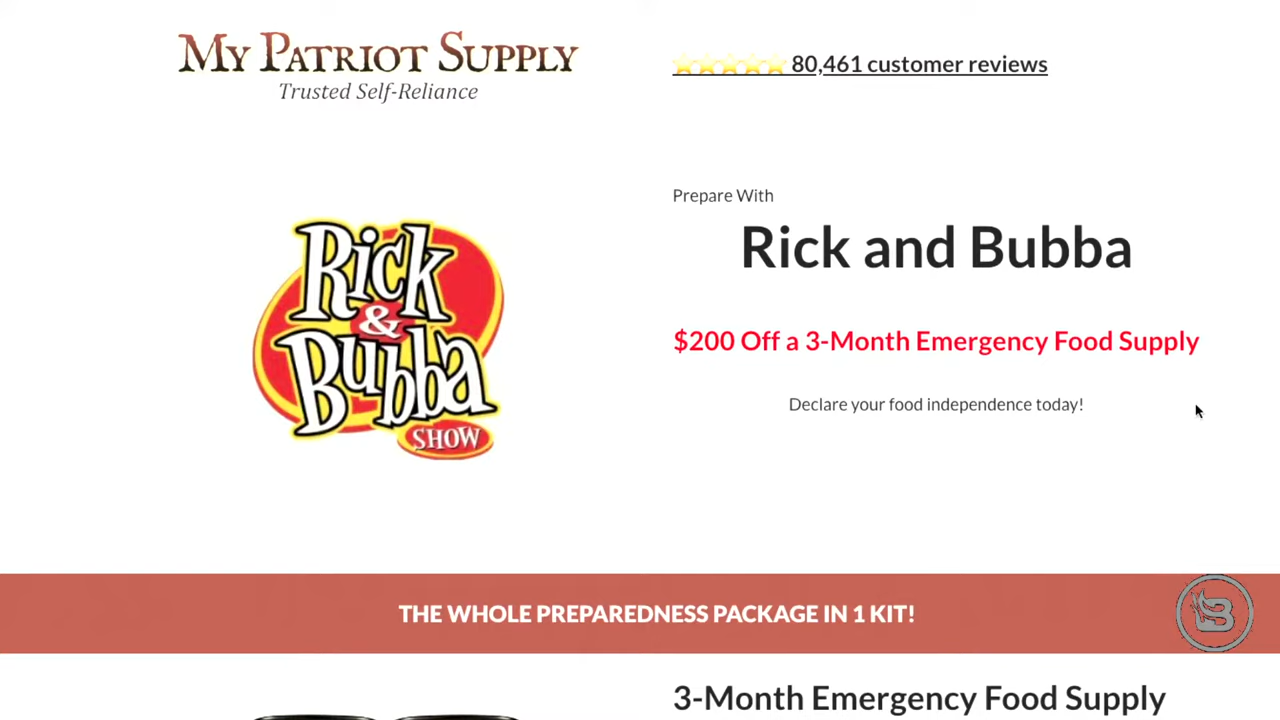 My Patriot Supply
Trusted Self-Reliance
80,461 customer reviews
Rick
&
Bubba
SHOW
Prepare With
Rick and Bubba
$200 Off a 3-Month Emergency Food Supply
Declare your food independence today!
THE WHOLE PREPAREDNESS PACKAGE IN 1 KIT!
B
3-Month Emergency Food Supply